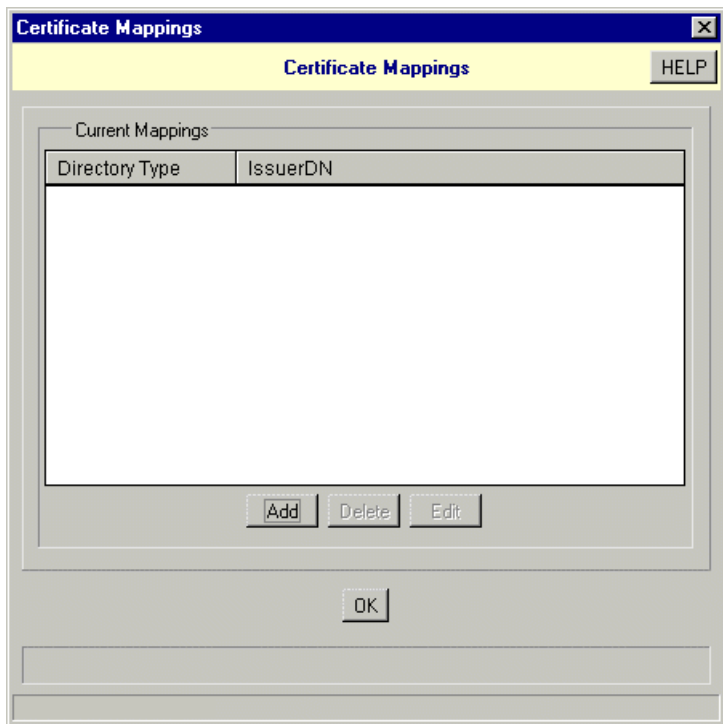 Certificate Mappings
Certificate Mappings HELP
Current Mappings
Directory Type IssuerDN
Add Delete Edit
OK